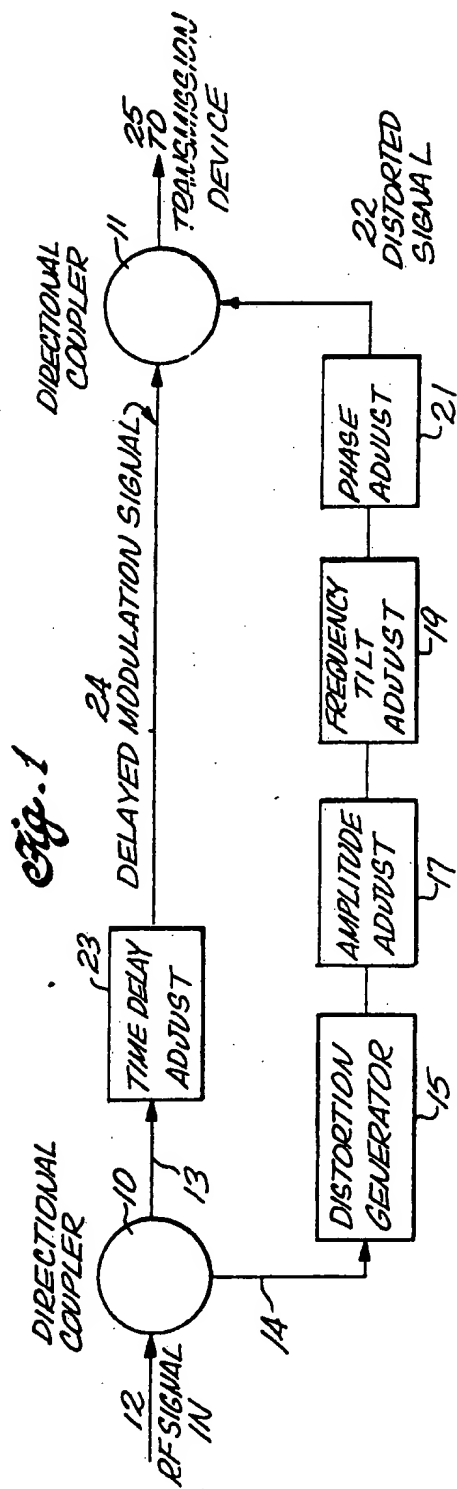 Fig. 1
DIRECTIONAL
COUPLER
10
12
RF SIGNAL
IN
13
14
23
TIME DELAY
ADJUST
24
DELAYED MODULATION SIGNAL
DIRECTIONAL
COUPLER
11
25
TO
TRANSMISSION
DEVICE
DISTORTION
GENERATOR
15
AMPLITUDE
ADJUST
17
FREQUENCY
TILT
ADJUST
19
PHASE
ADJUST
21
22
DISTORTED
SIGNAL